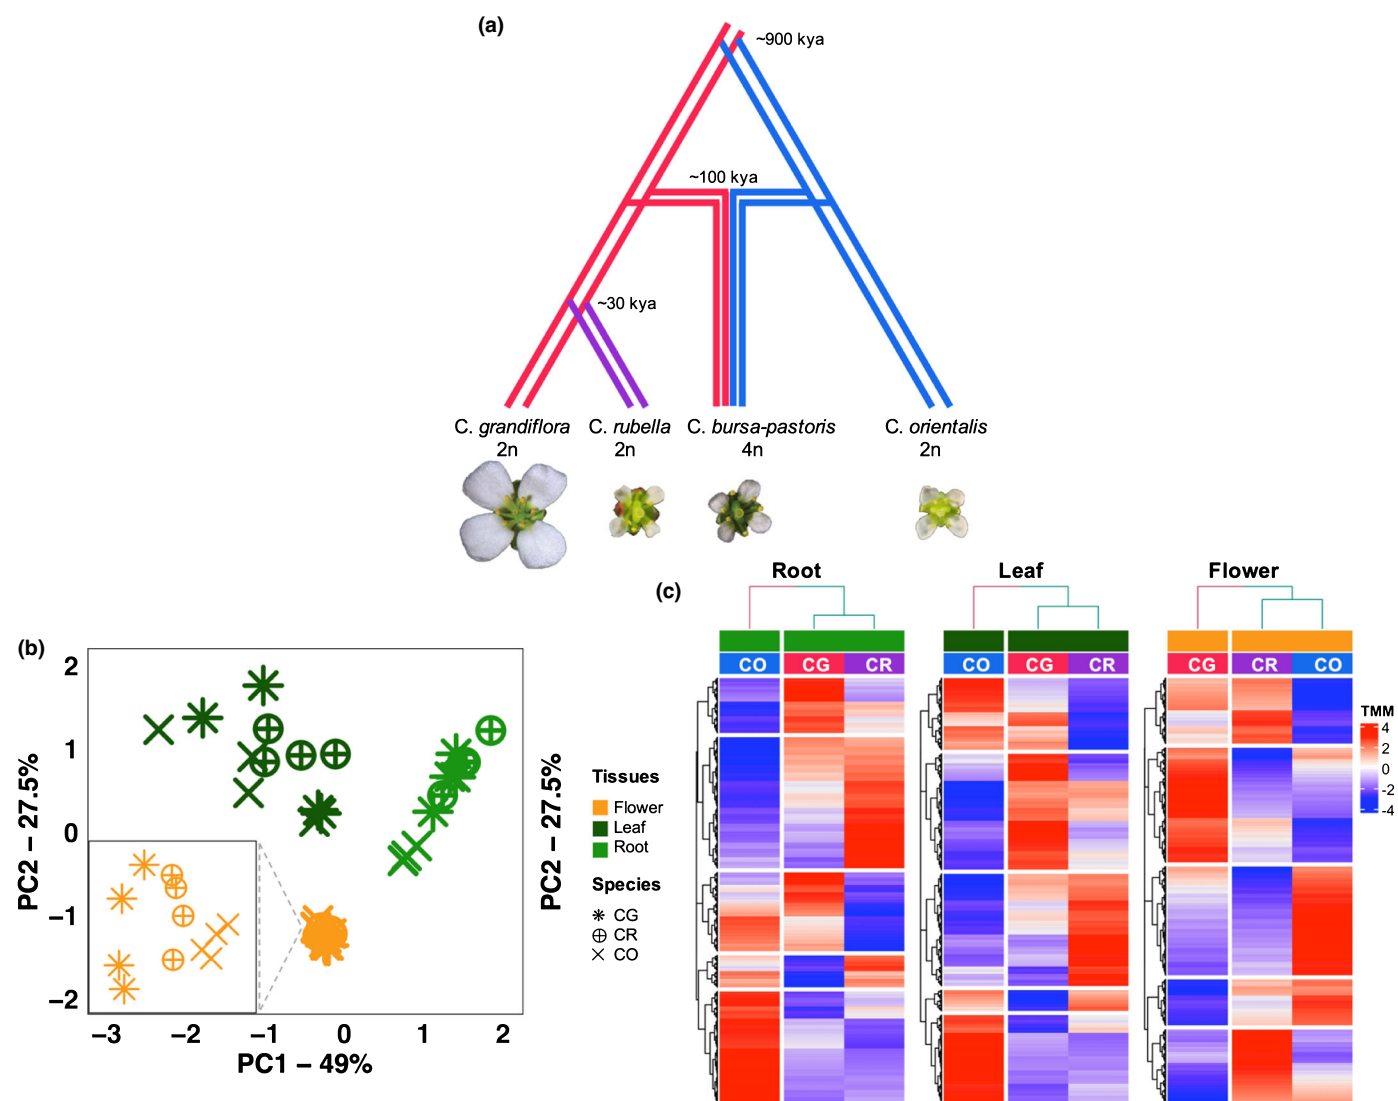 (a)
~900 kya
~100 kya
~30 kya
C. grandiflora
2n
C. rubella
2n
C. bursa-pastoris
4n
C. orientalis
2n
(b)
PC2 – 27.5%
2
1
0
−1
−2
−3 −2 −1 0 1 2
PC1 – 49%
PC2 – 27.5%
Tissues
Flower
Leaf
Root
Species
CG
CR
CO
(c)
Root
CO CG CR
Leaf
CO CG CR
Flower
CG CR CO
TMM
4
2
0
-2
-4